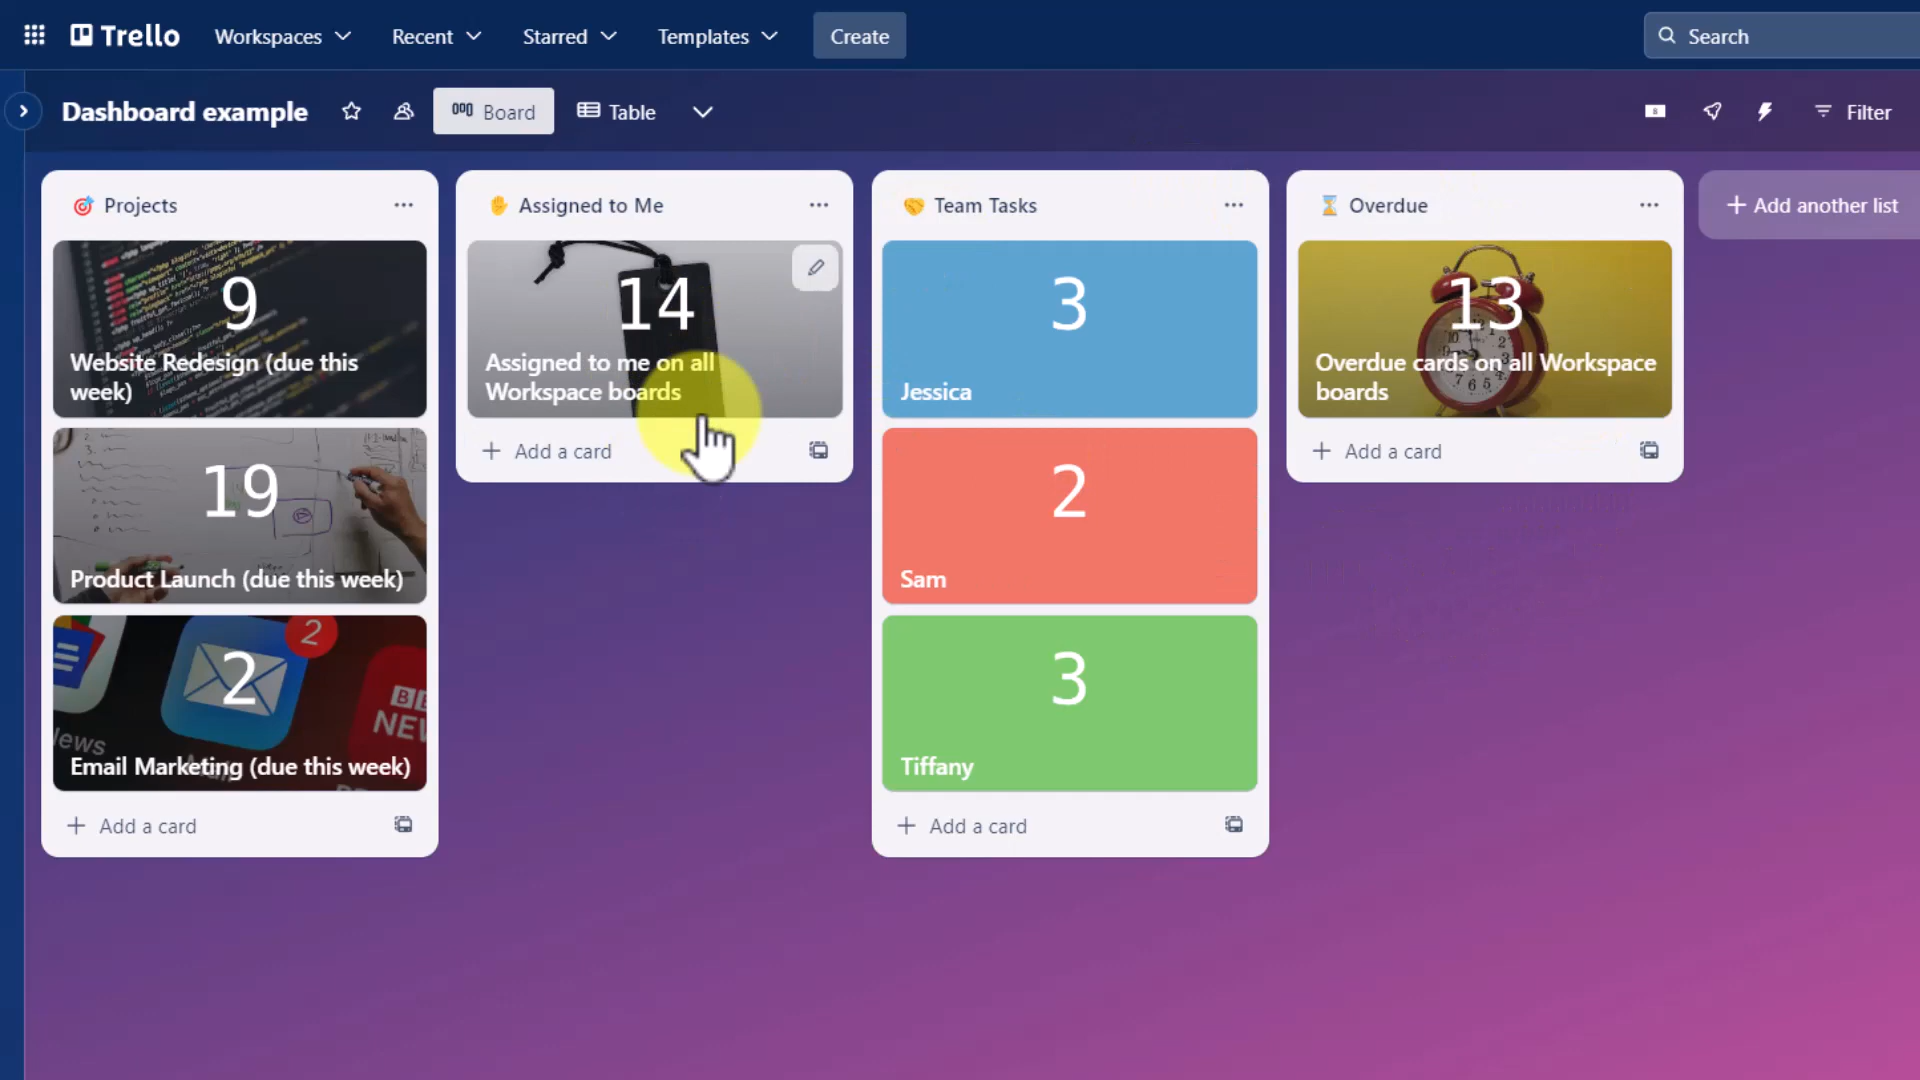 Trello
Workspaces
Recent
Starred
Templates
Create
Search
Dashboard example
Board
Table
Filter
Projects
9
Website Redesign (due this
week)
19
Product Launch (due this week)
2
2
BB
NEW
News
Email Marketing (due this week)
Add a card
Assigned to Me
14
Assigned to me on all
Workspace boards
Add a card
Team Tasks
3
Jessica
2
Sam
3
Tiffany
Add a card
Overdue
13
Overdue cards on all Workspace
boards
Add a card
Add another list